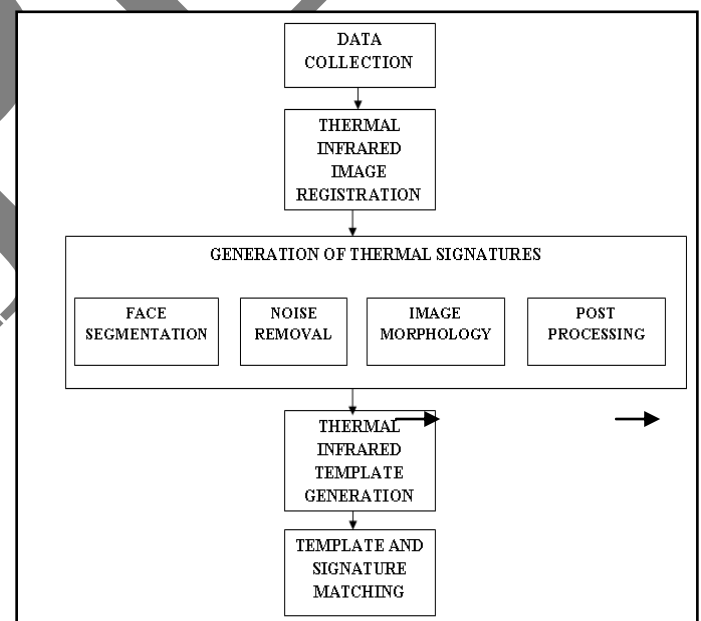 DATA
COLLECTION
THERMAL
INFRARED
IMAGE
REGISTRATION
GENERATION OF THERMAL SIGNATURES
FACE
SEGMENTATION
NOISE
REMOVAL
IMAGE
MORPHOLOGY
POST
PROCESSING
THERMAL
INFRARED
TEMPLATE
GENERATION
TEMPLATE AND
SIGNATURE
MATCHING